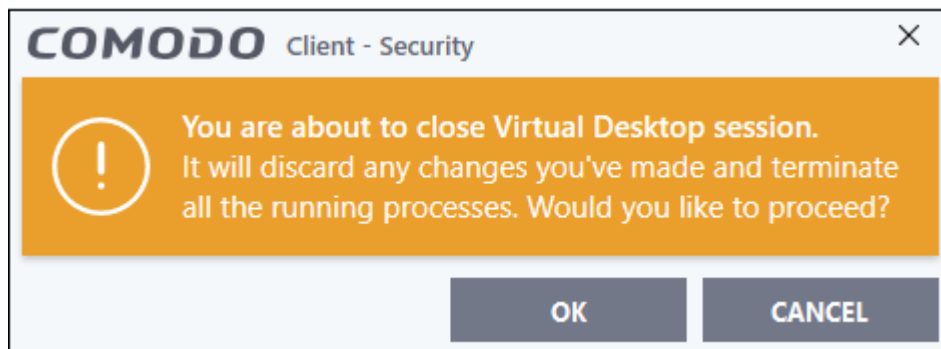 COMODO Client - Security
You are about to close Virtual Desktop session.
It will discard any changes you've made and terminate
all the running processes. Would you like to proceed?
OK CANCEL